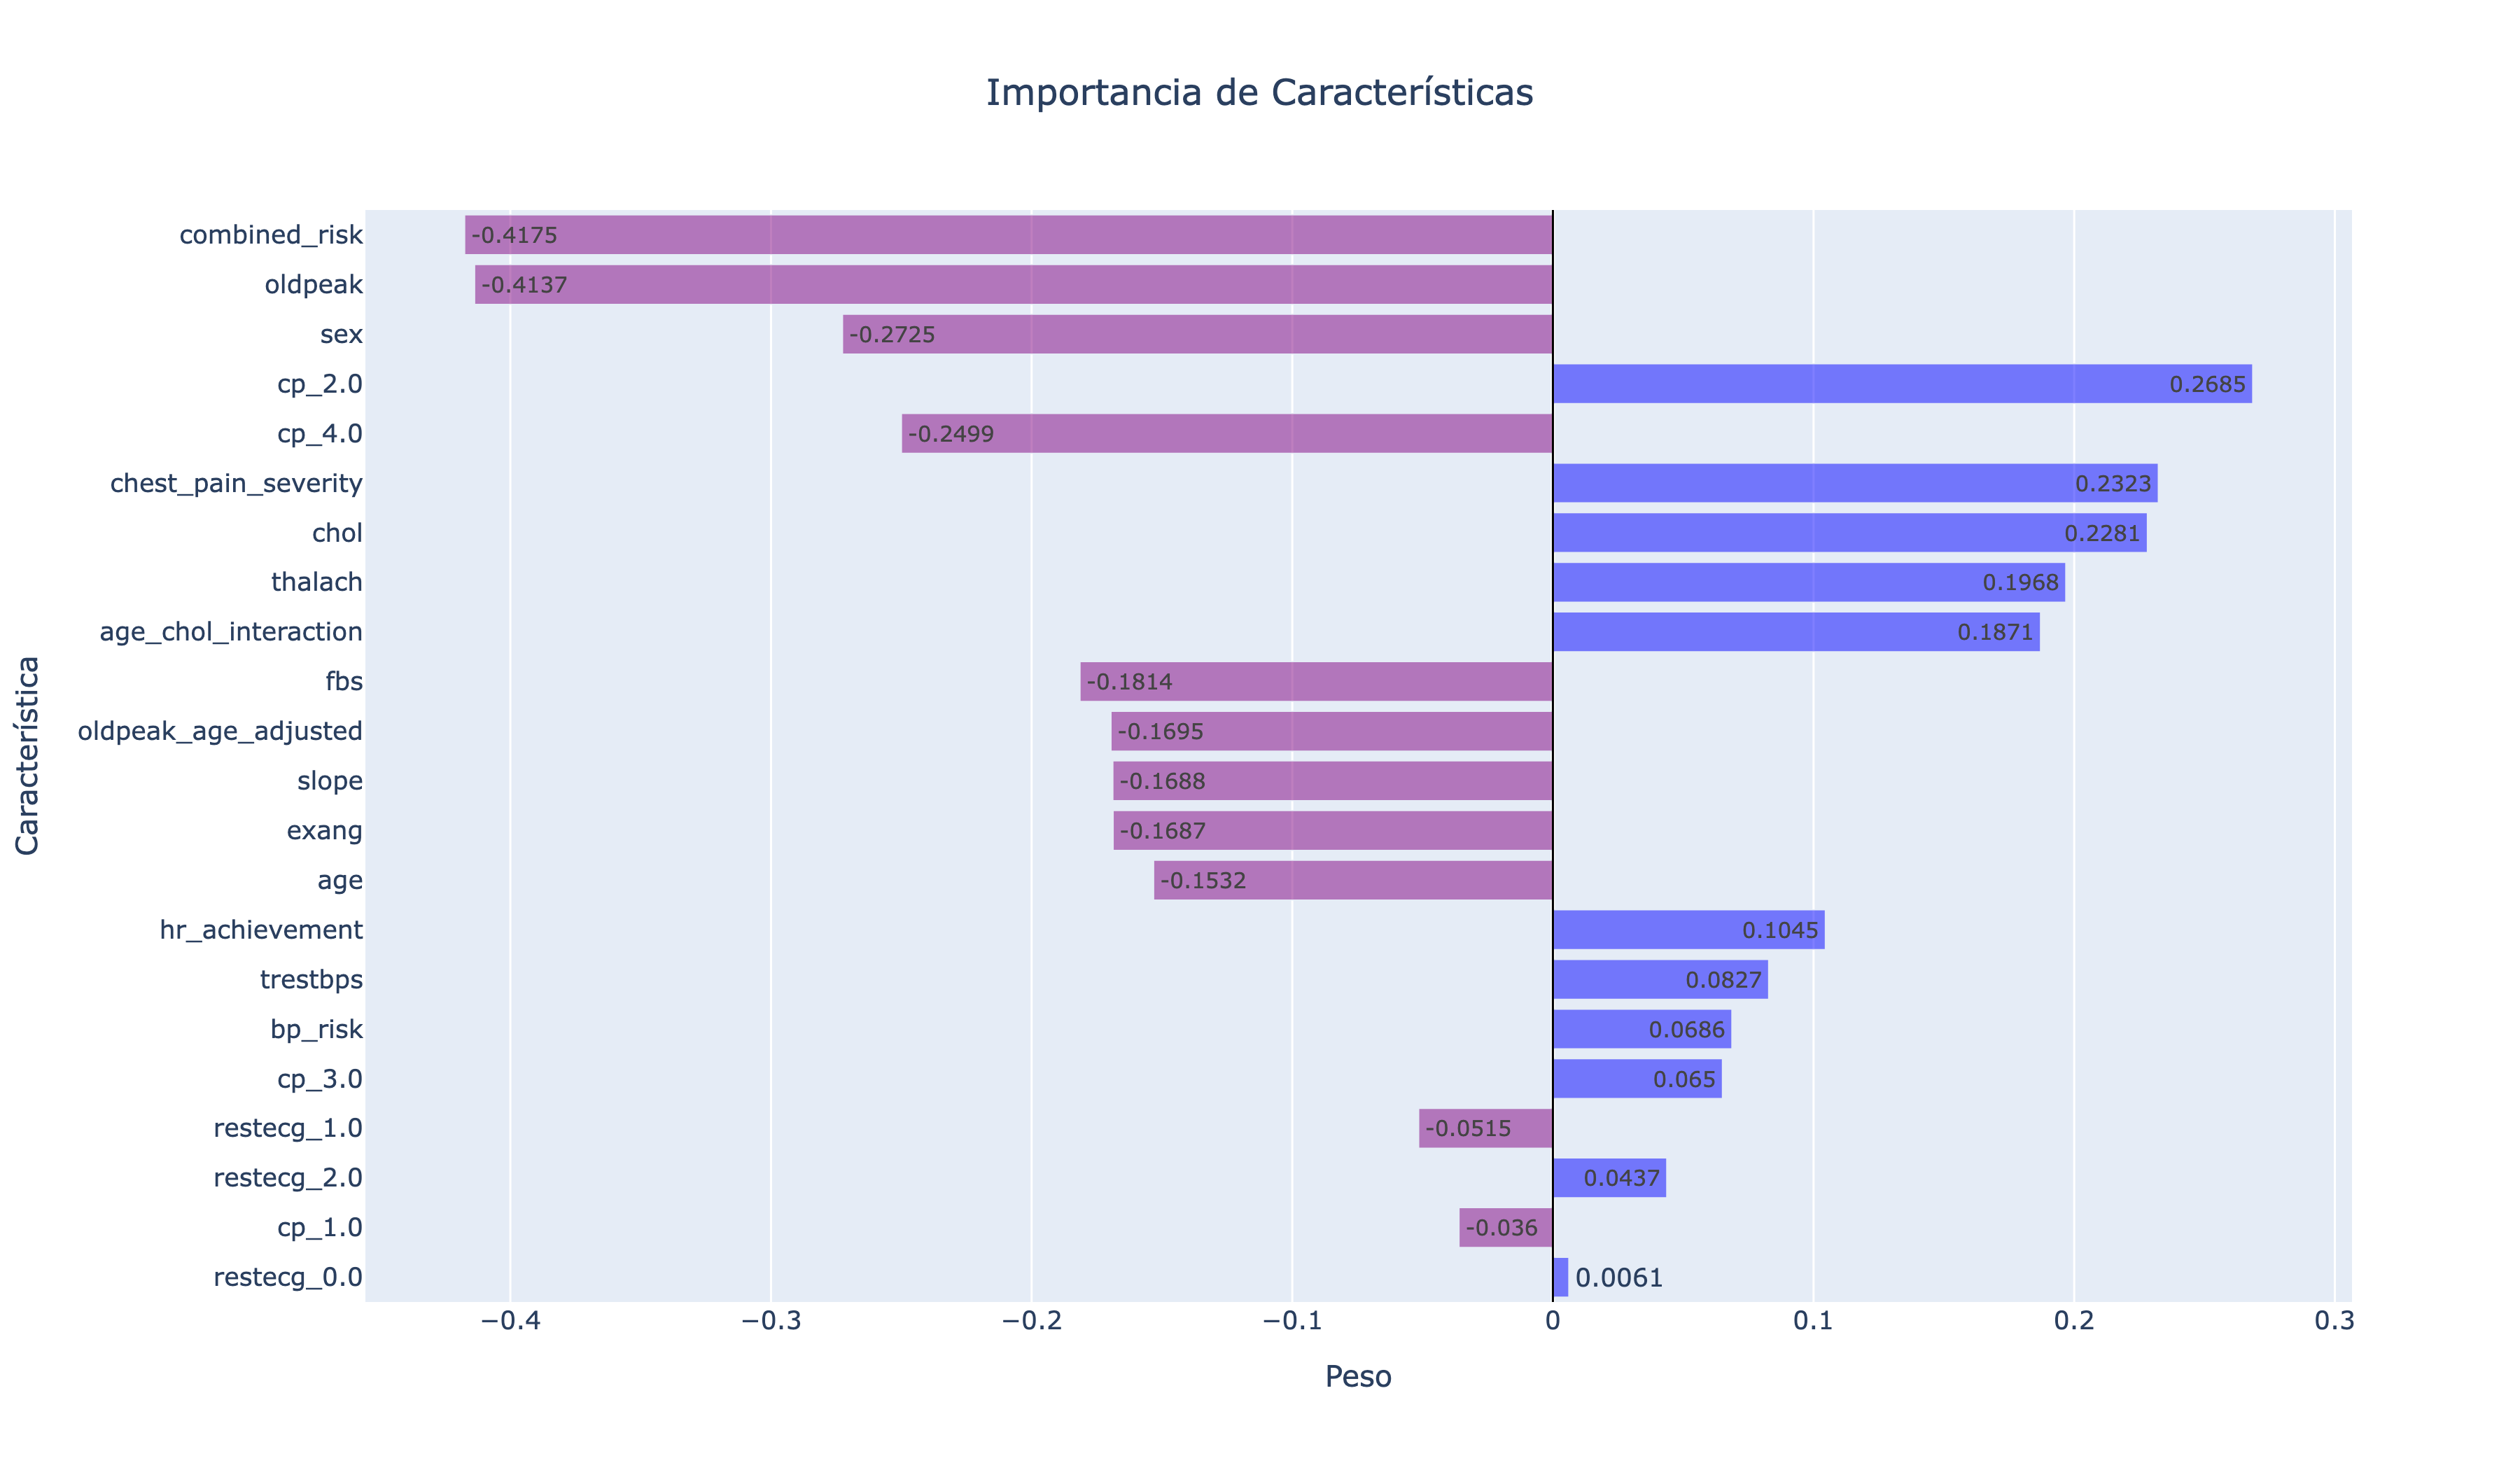 Importancia de Características
combined_risk -0.4175
oldpeak -0.4137
sex -0.2725
cp_2.0 0.2685
cp_4.0 -0.2499
chest_pain_severity 0.2323
chol 0.2281
thalach 0.1968
age_chol_interaction 0.1871
fbs -0.1814
oldpeak_age_adjusted -0.1695
slope -0.1688
exang -0.1687
age -0.1532
hr_achievement 0.1045
trestbps 0.0827
bp_risk 0.0686
cp_3.0 0.065
restecg_1.0 -0.0515
restecg_2.0 0.0437
cp_1.0 -0.036
restecg_0.0 0.0061
Característica
−0.4 −0.3 −0.2 −0.1 0 0.1 0.2 0.3
Peso